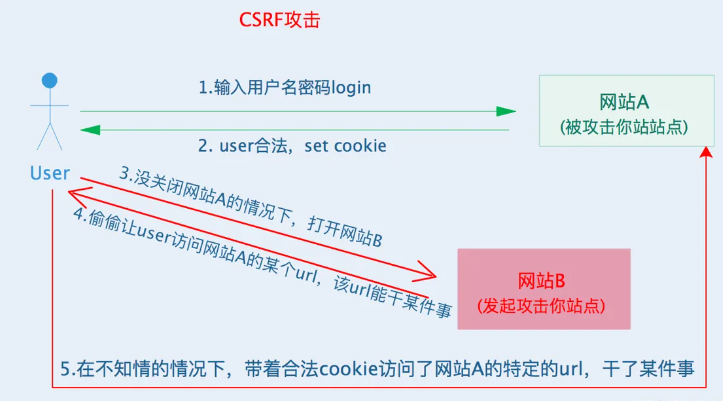 CSRF攻击
1.输入用户名密码login
网站A
(被攻击你站站点)
2. user合法，set cookie
User
3.没关闭网站A的情况下，打开网站B
4.偷偷让user访问网站A的某个url，该url能干某件事
网站B
(发起攻击你站点)
5.在不知情的情况下，带着合法cookie访问了网站A的特定的url，干了某件事